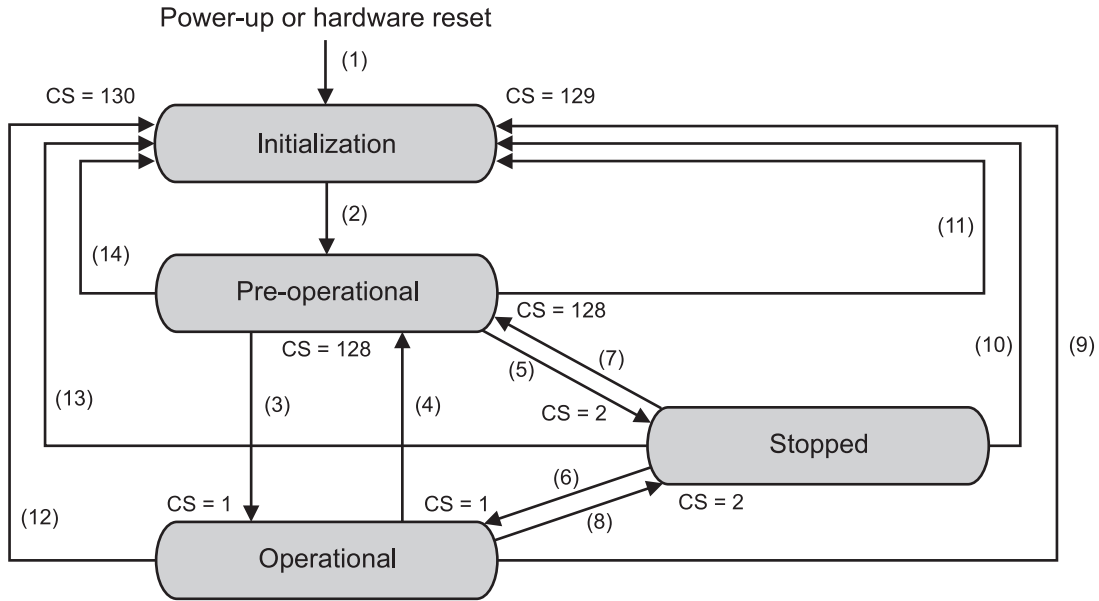 Power-up or hardware reset
(1)
CS = 130
CS = 129
Initialization
(2)
(14)
(11)
Pre-operational
CS = 128
CS = 128
(7)
(10)
(9)
(5)
(13)
(3)
(4)
CS = 2
Stopped
(6)
CS = 1
CS = 1
CS = 2
(12)
(8)
Operational